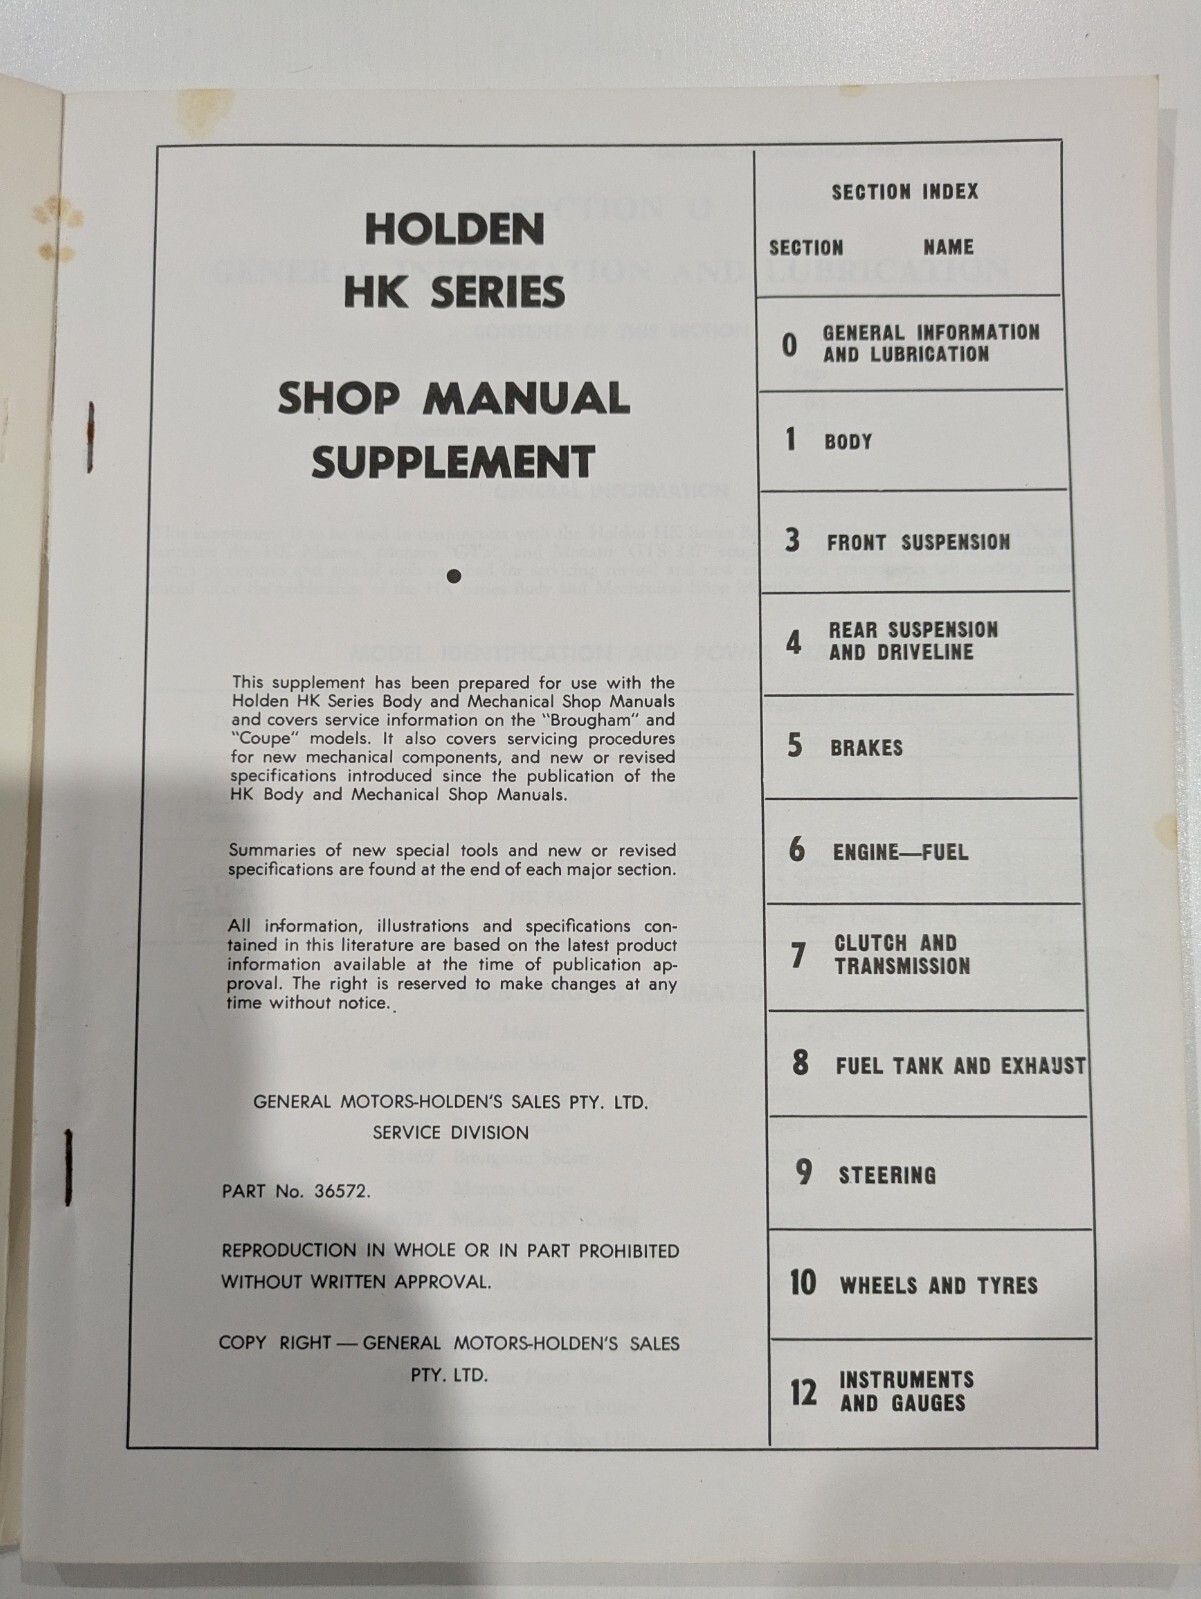 HOLDEN
HK SERIES
SHOP MANUAL
SUPPLEMENT
This supplement has been prepared for use with the
Holden HK Series Body and Mechanical Shop Manuals
and covers service information on the "Brougham" and
"Coupe" models. It also covers servicing procedures
for new mechanical components, and new or revised
specifications introduced since the publication of the
HK Body and Mechanical Shop Manuals.
Summaries of new special tools and new or revised
specifications are found at the end of each major section.
All information, illustrations and specifications con-
tained in this literature are based on the latest product
information available at the time of publication ap-
proval. The right is reserved to make changes at any
time without notice.
GENERAL MOTORS-HOLDEN'S SALES PTY. LTD.
SERVICE DIVISION
PART No. 36572.
REPRODUCTION IN WHOLE OR IN PART PROHIBITED
WITHOUT WRITTEN APPROVAL.
COPY RIGHT — GENERAL MOTORS-HOLDEN'S SALES
PTY. LTD.
SECTION INDEX
SECTION NAME
0 GENERAL INFORMATION
AND LUBRICATION
1 BODY
3 FRONT SUSPENSION
4 REAR SUSPENSION
AND DRIVELINE
5 BRAKES
6 ENGINE—FUEL
7 CLUTCH AND
TRANSMISSION
8 FUEL TANK AND EXHAUST
9 STEERING
10 WHEELS AND TYRES
12 INSTRUMENTS
AND GAUGES